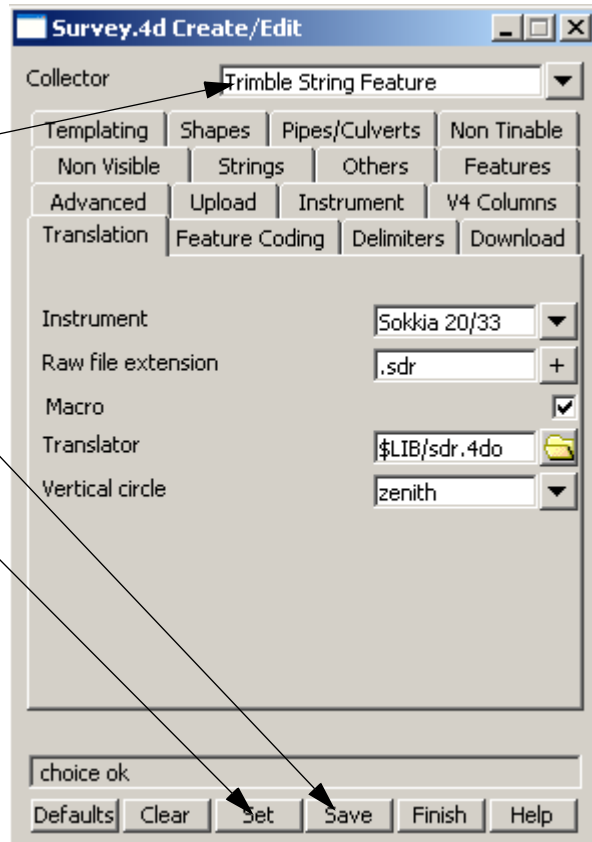 Survey.4d Create/Edit
Collector Trimble String Feature
Templating Shapes Pipes/Culverts Non Tinable
Non Visible Strings Others Features
Advanced Upload Instrument V4 Columns
Translation Feature Coding Delimiters Download
Instrument Sokkia 20/33
Raw file extension .sdr +
Macro
Translator $LIB/sdr.4do
Vertical circle zenith
choice ok
Defaults Clear Set Save Finish Help